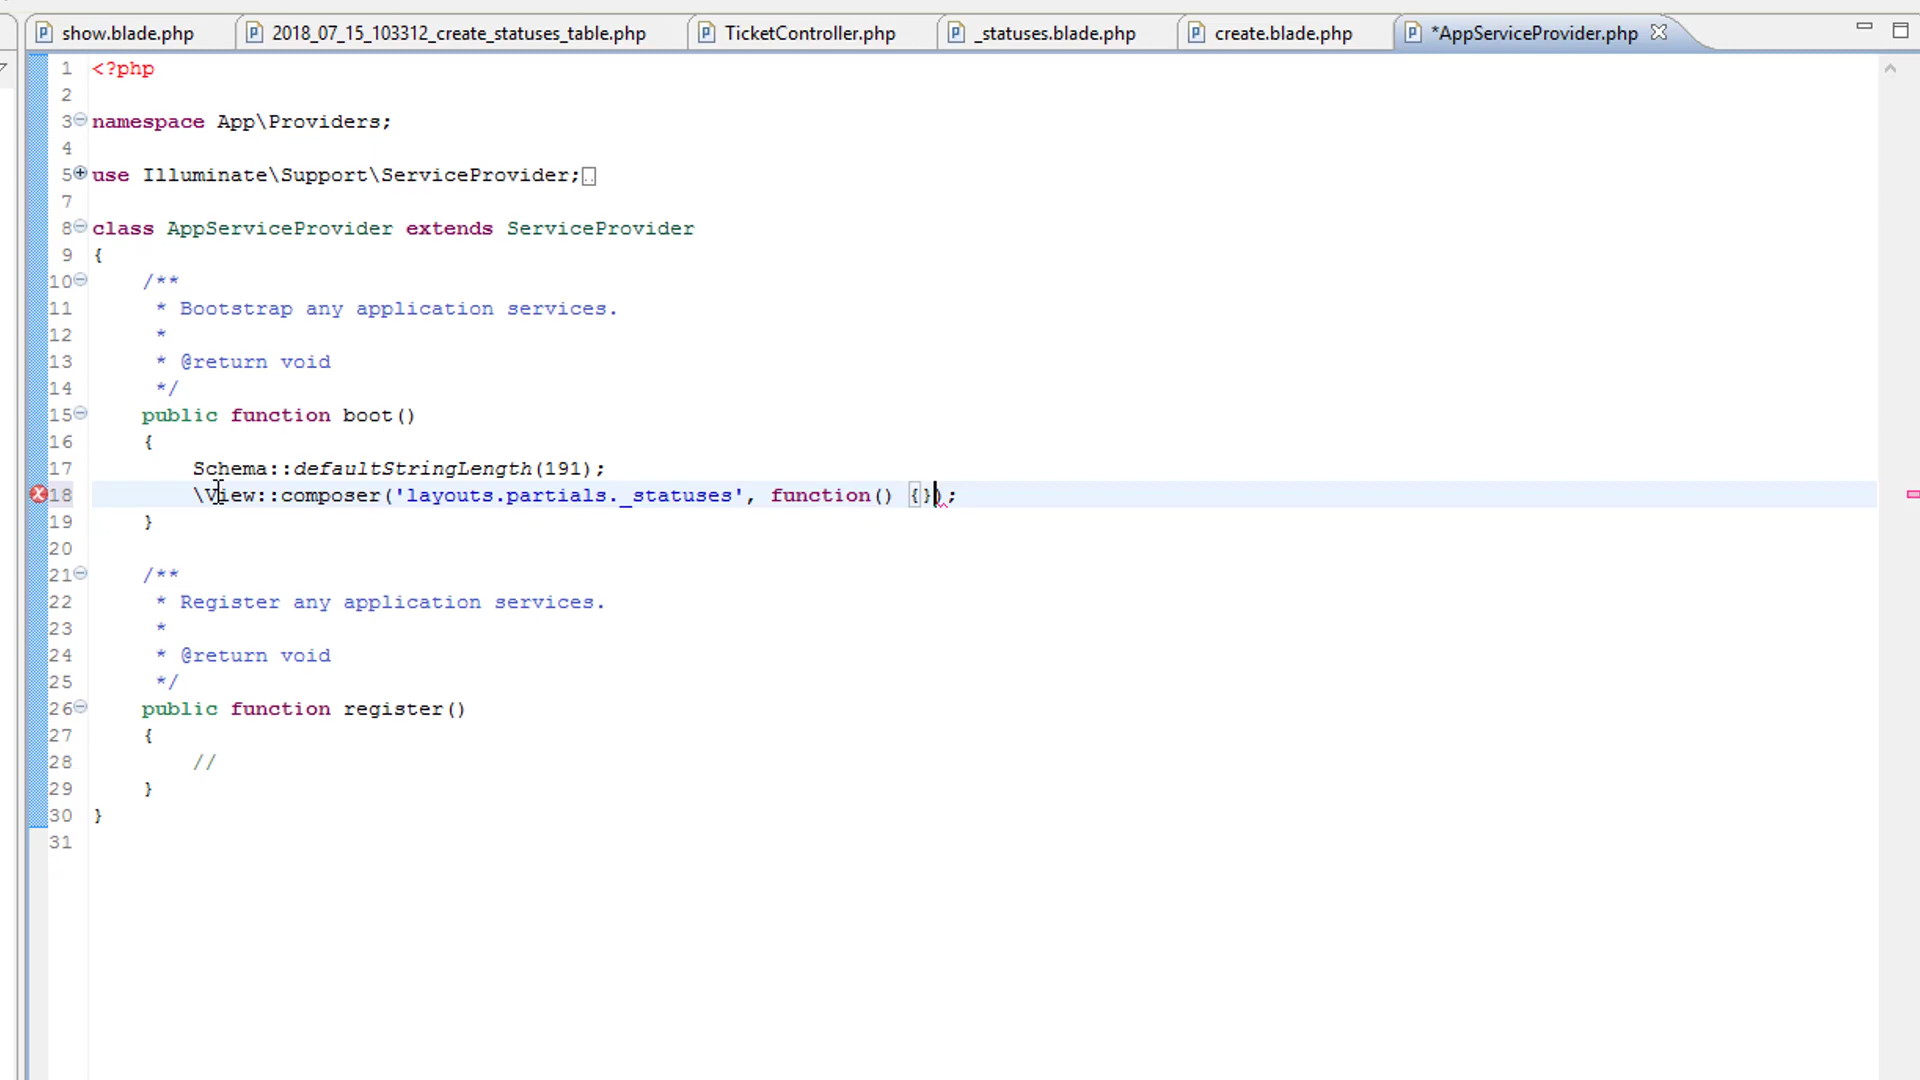 show.blade.php 2018_07_15_103312_create_statuses_table.php TicketController.php _statuses.blade.php create.blade.php *AppServiceProvider.php
1 <?php
2
3 namespace App\Providers;
4
5 use Illuminate\Support\ServiceProvider;
7
8 class AppServiceProvider extends ServiceProvider
9 {
10 /**
11 * Bootstrap any application services.
12 *
13 * @return void
14 */
15 public function boot()
16 {
17 Schema::defaultStringLength(191);
18 \View::composer('layouts.partials._statuses', function() {});
19 }
20
21 /**
22 * Register any application services.
23 *
24 * @return void
25 */
26 public function register()
27 {
28 //
29 }
30 }
31